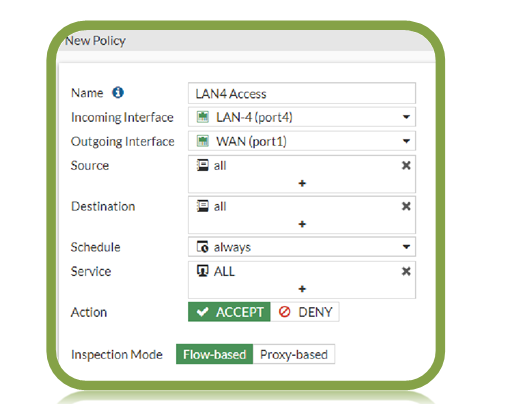 New Policy
Name
LAN4 Access
Incoming Interface
LAN-4 (port4)
Outgoing Interface
WAN (port1)
Source
all
+
Destination
all
+
Schedule
always
Service
ALL
+
Action
ACCEPT
DENY
Inspection Mode
Flow-based
Proxy-based